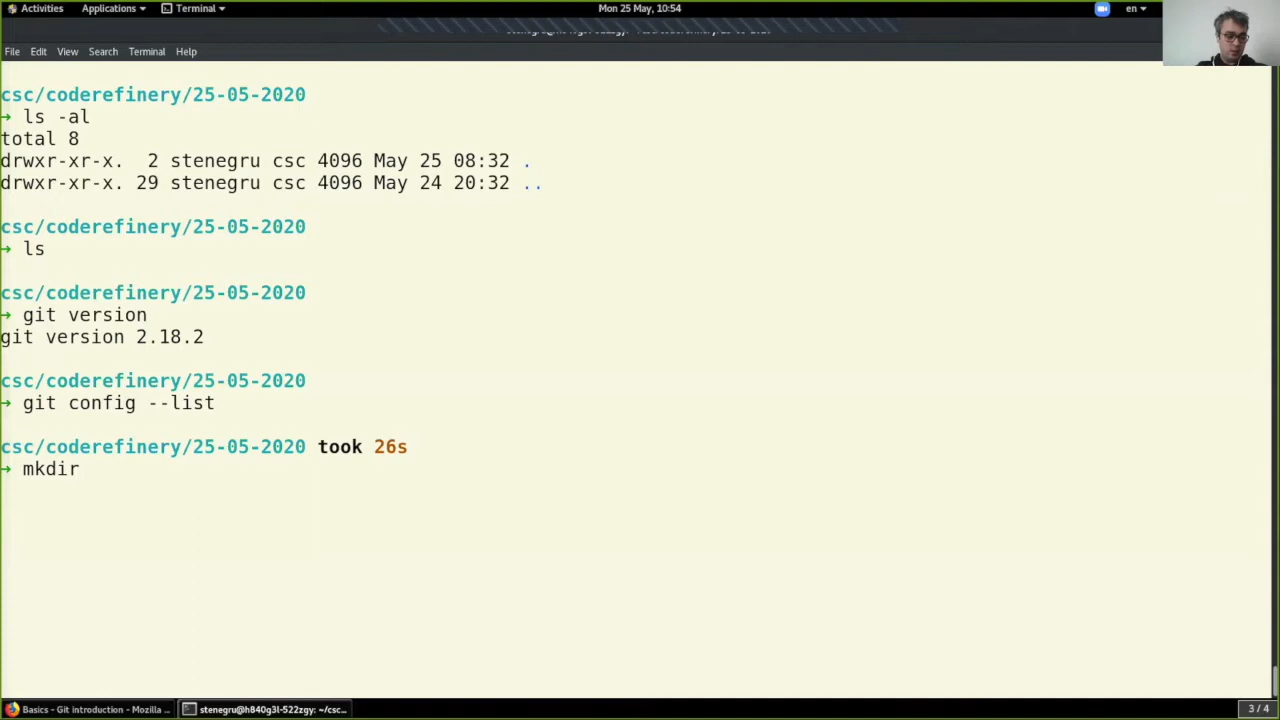 Activities Applications Terminal Mon 25 May, 10:54 en
File Edit View Search Terminal Help
csc/coderefinery/25-05-2020
→ ls -al
total 8
drwxr-xr-x. 2 stenegru csc 4096 May 25 08:32 .
drwxr-xr-x. 29 stenegru csc 4096 May 24 20:32 ..
csc/coderefinery/25-05-2020
→ ls
csc/coderefinery/25-05-2020
→ git version
git version 2.18.2
csc/coderefinery/25-05-2020
→ git config --list
csc/coderefinery/25-05-2020 took 26s
→ mkdir
Basics - Git introduction - Mozilla ... stenegru@h840g3l-522zgy: ~/csc... 3 / 4